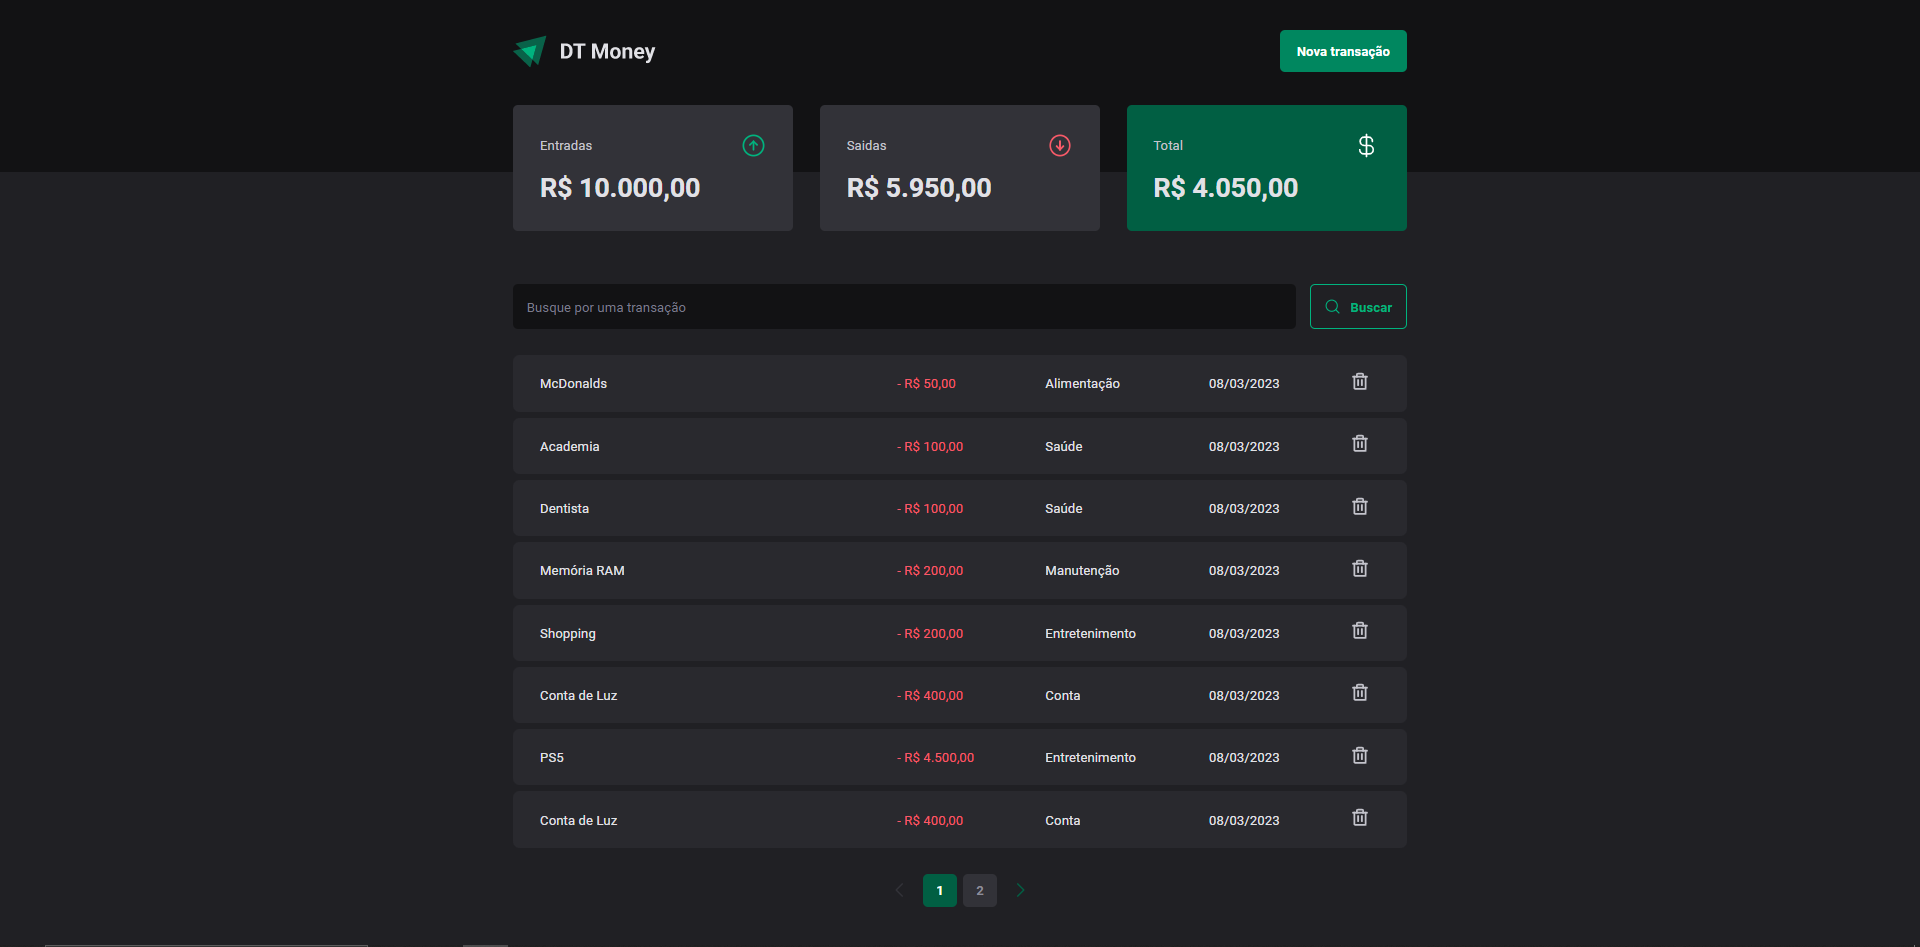 DT Money
Nova transação
Entradas
R$ 10.000,00
Saidas
R$ 5.950,00
Total
R$ 4.050,00
Busque por uma transação
Buscar
McDonalds - R$ 50,00 Alimentação 08/03/2023
Academia - R$ 100,00 Saúde 08/03/2023
Dentista - R$ 100,00 Saúde 08/03/2023
Memória RAM - R$ 200,00 Manutenção 08/03/2023
Shopping - R$ 200,00 Entretenimento 08/03/2023
Conta de Luz - R$ 400,00 Conta 08/03/2023
PS5 - R$ 4.500,00 Entretenimento 08/03/2023
Conta de Luz - R$ 400,00 Conta 08/03/2023
1 2